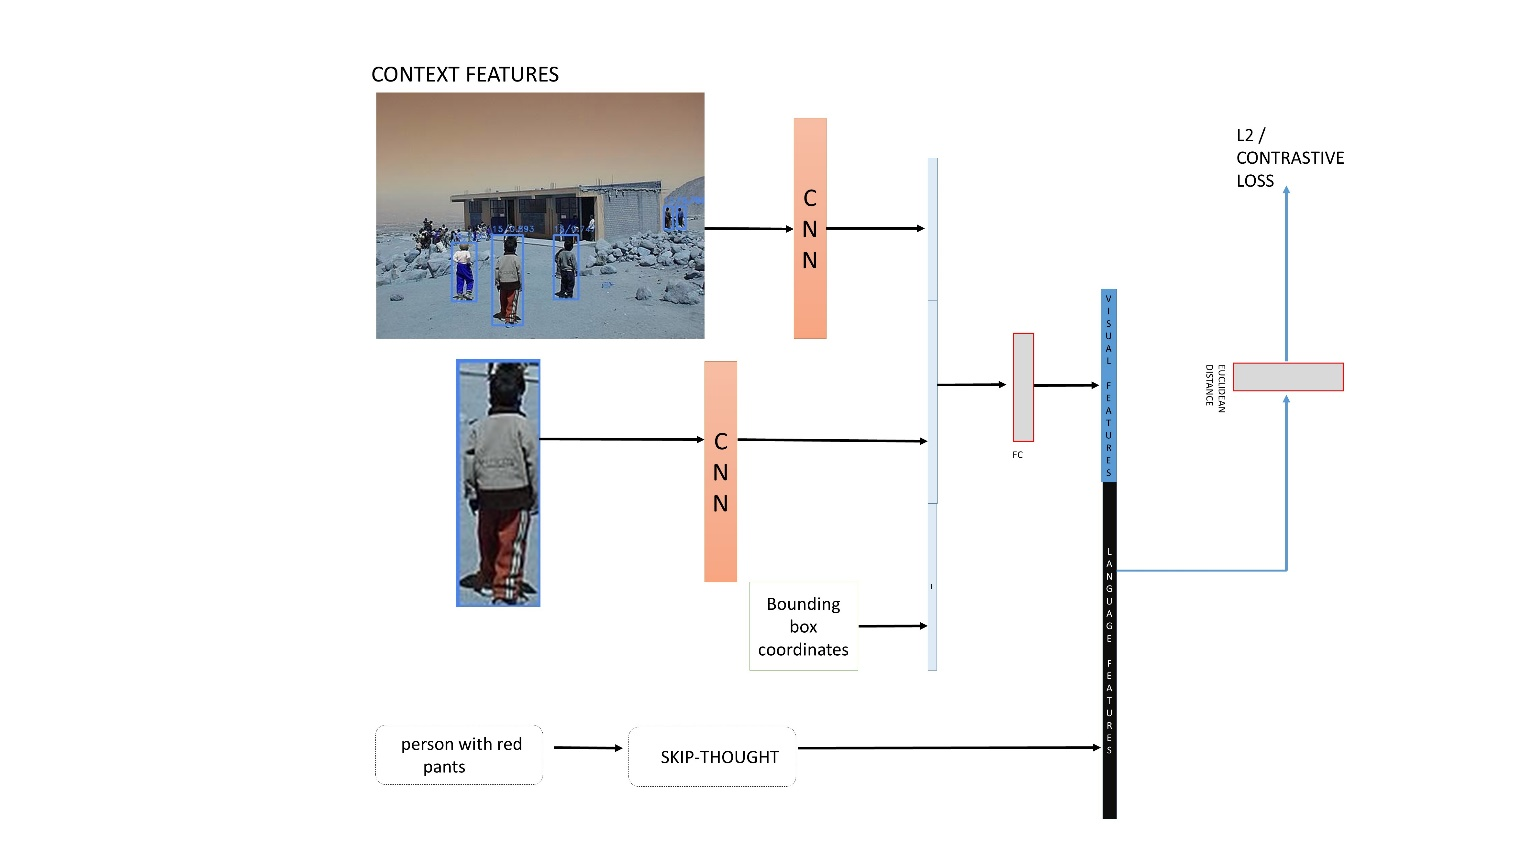 CONTEXT FEATURES
L2 /
CONTRASTIVE
LOSS
C
N
N
VISUAL FEATURES
EUCLIDEAN
DISTANCE
C
N
N
FC
Bounding
box
coordinates
LANGUAGE FEATURES
person with red
pants
SKIP-THOUGHT